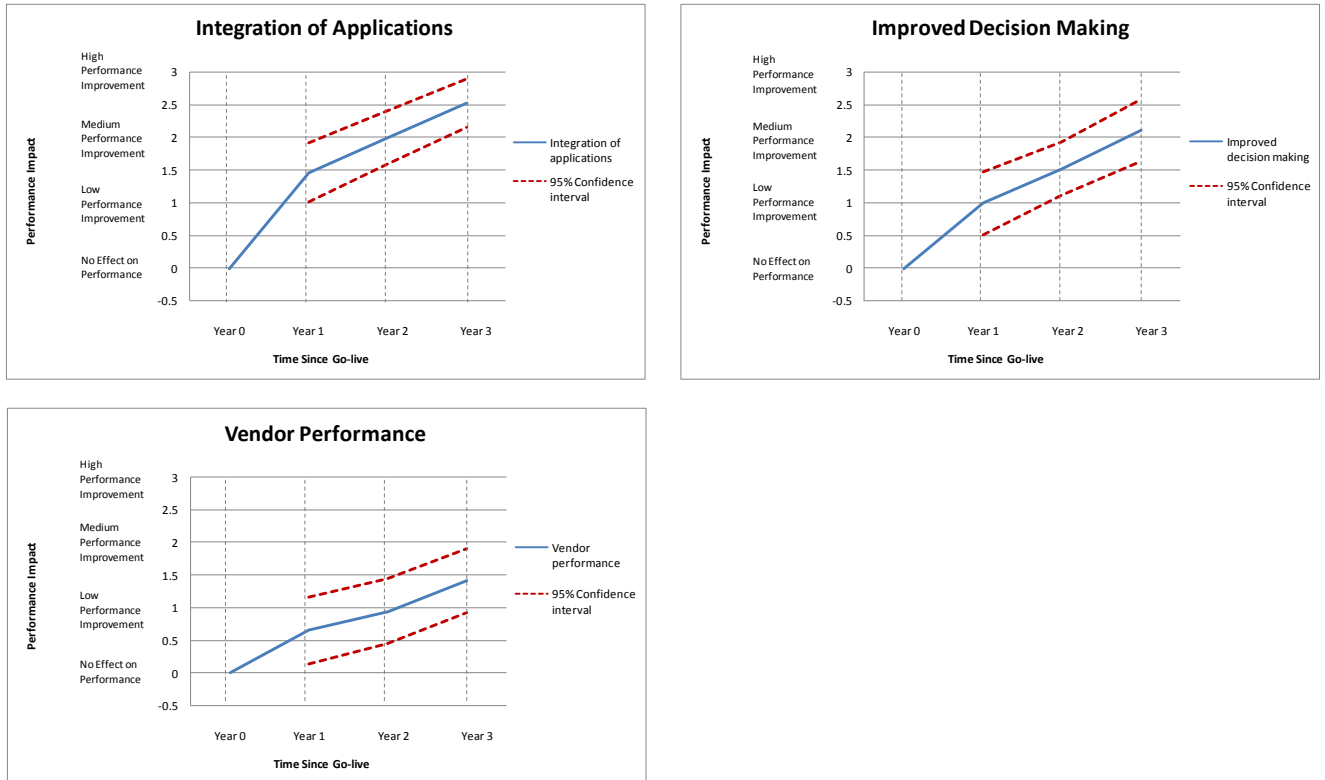 Integration of Applications
High
Performance
Improvement
Medium
Performance
Improvement
Low
Performance
Improvement
No Effect on
Performance
Performance Impact
3
2.5
2
1.5
1
0.5
0
-0.5
Year 0 Year 1 Year 2 Year 3
Time Since Go-live
Integration of
applications
95% Confidence
interval
Improved Decision Making
High
Performance
Improvement
Medium
Performance
Improvement
Low
Performance
Improvement
No Effect on
Performance
Performance Impact
3
2.5
2
1.5
1
0.5
0
-0.5
Year 0 Year 1 Year 2 Year 3
Time Since Go-live
Improved
decision making
95% Confidence
interval
Vendor Performance
High
Performance
Improvement
Medium
Performance
Improvement
Low
Performance
Improvement
No Effect on
Performance
Performance Impact
3
2.5
2
1.5
1
0.5
0
-0.5
Year 0 Year 1 Year 2 Year 3
Time Since Go-live
Vendor
performance
95% Confidence
interval